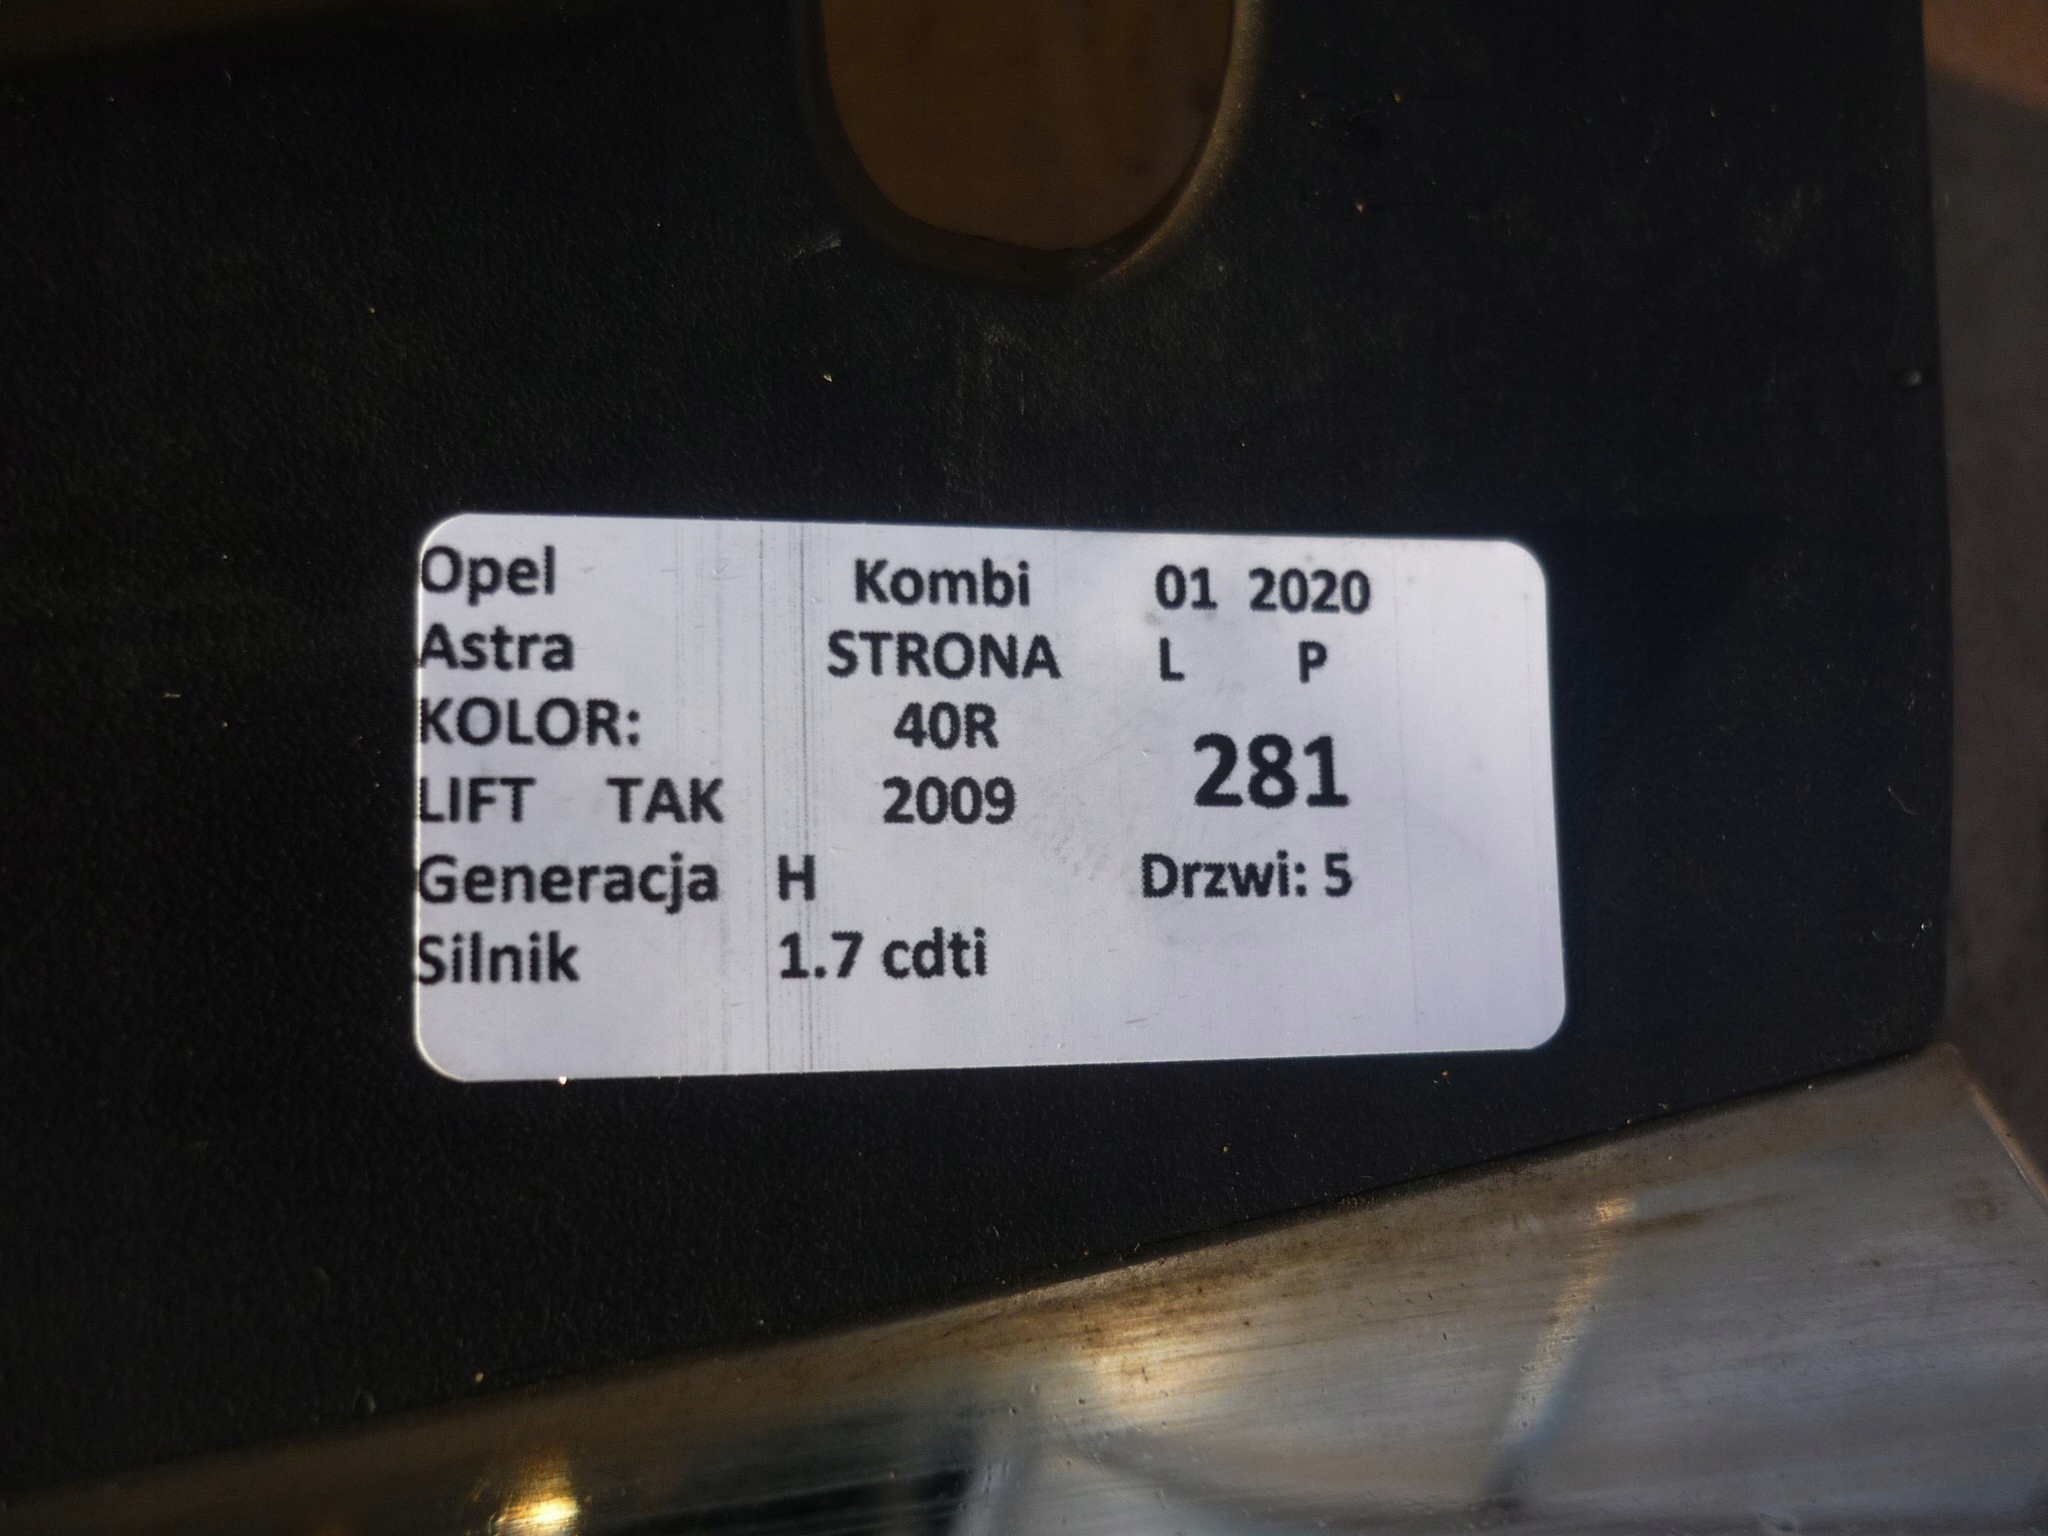 Opel Kombi 01 2020
Astra STRONA L P
KOLOR: 40R
281
LIFT TAK 2009
Generacja H Drzwi: 5
Silnik 1.7 cdti